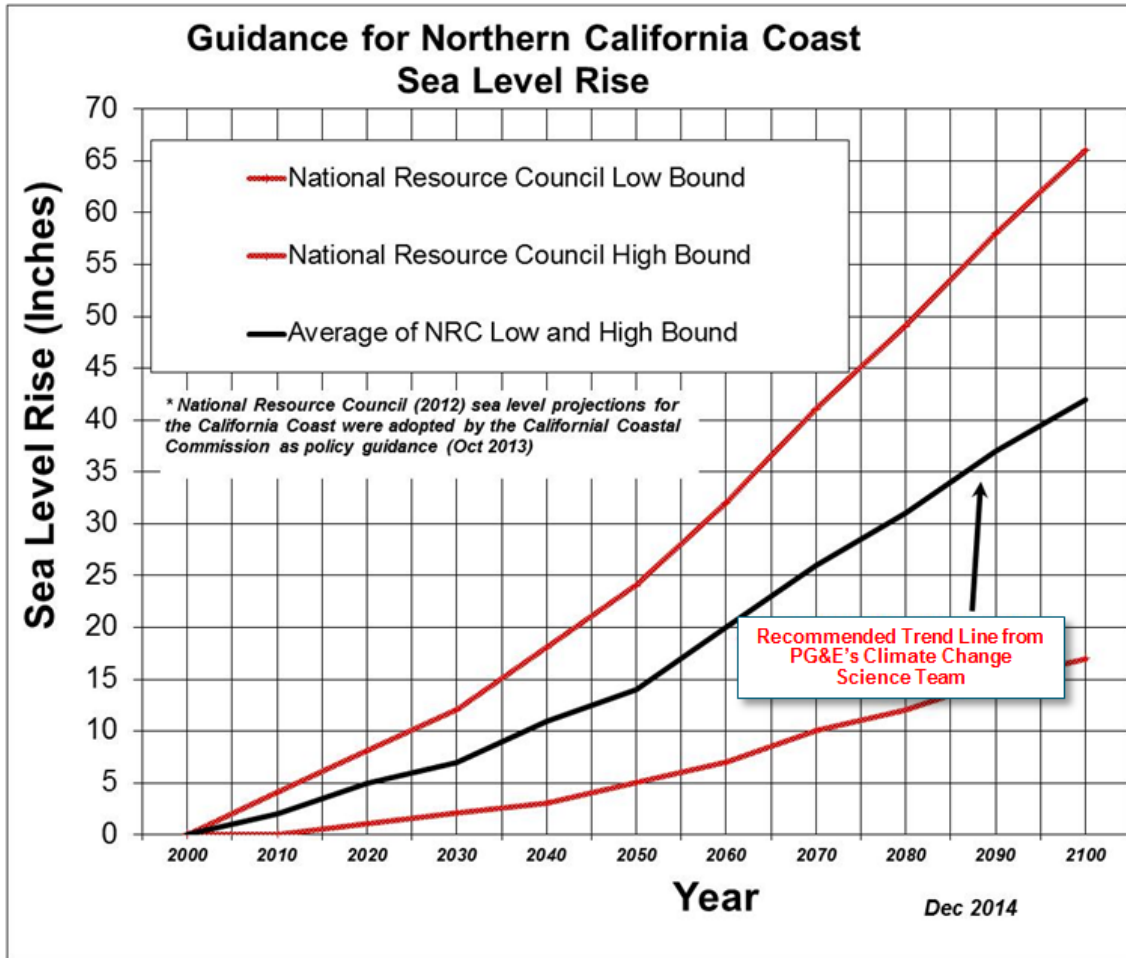 Guidance for Northern California Coast
Sea Level Rise
Sea Level Rise (Inches)
70
65
60
55
50
45
40
35
30
25
20
15
10
5
0
National Resource Council Low Bound
National Resource Council High Bound
Average of NRC Low and High Bound
* National Resource Council (2012) sea level projections for
the California Coast were adopted by the Californial Coastal
Commission as policy guidance (Oct 2013)
Recommended Trend Line from
PG&E's Climate Change
Science Team
2000 2010 2020 2030 2040 2050 2060 2070 2080 2090 2100
Year
Dec 2014